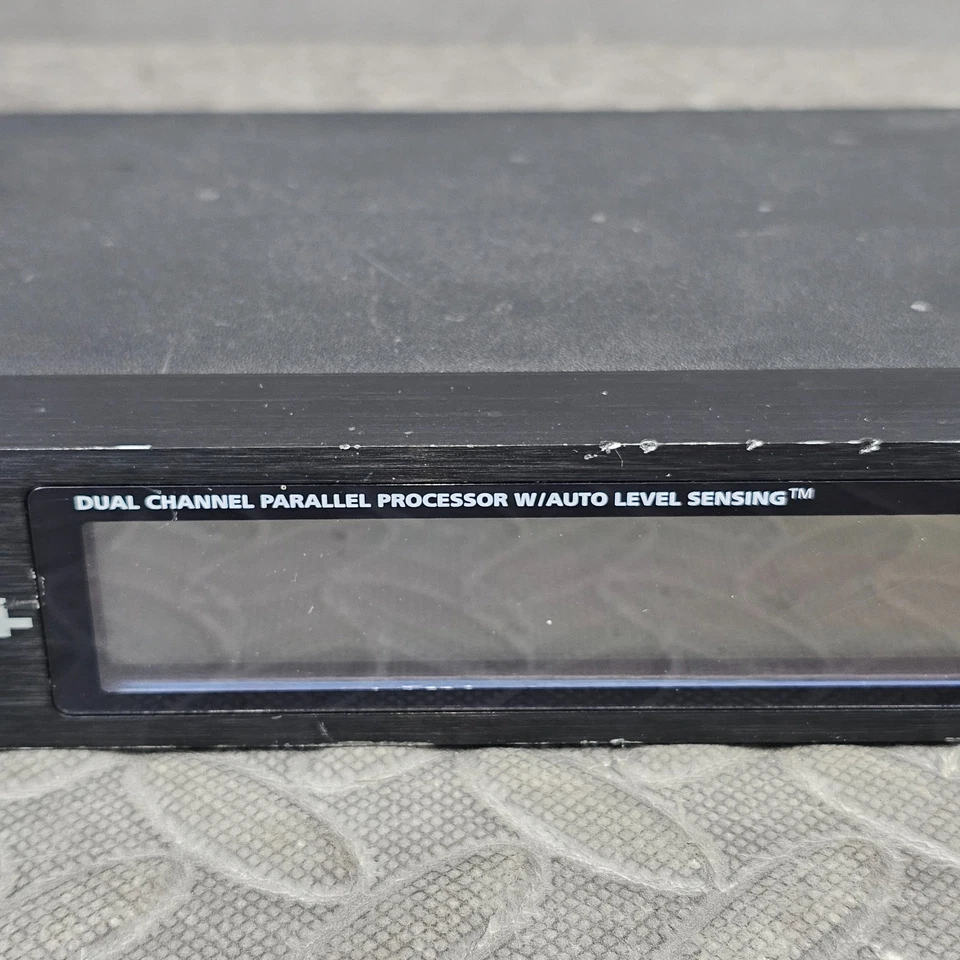 DUAL CHANNEL PARALLEL PROCESSOR W/AUTO LEVEL SENSING™